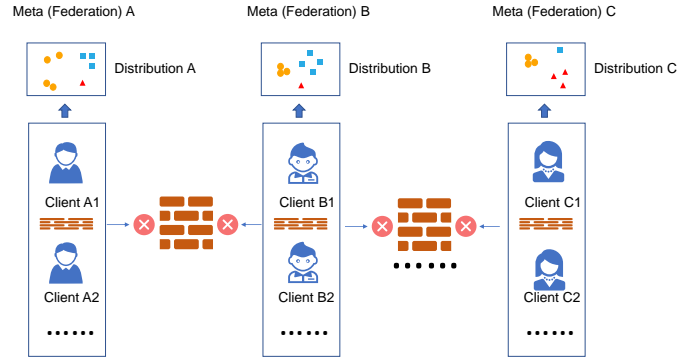 Meta (Federation) A
Meta (Federation) B
Meta (Federation) C
Distribution A
Distribution B
Distribution C
Client A1
Client B1
Client C1
Client A2
Client B2
Client C2